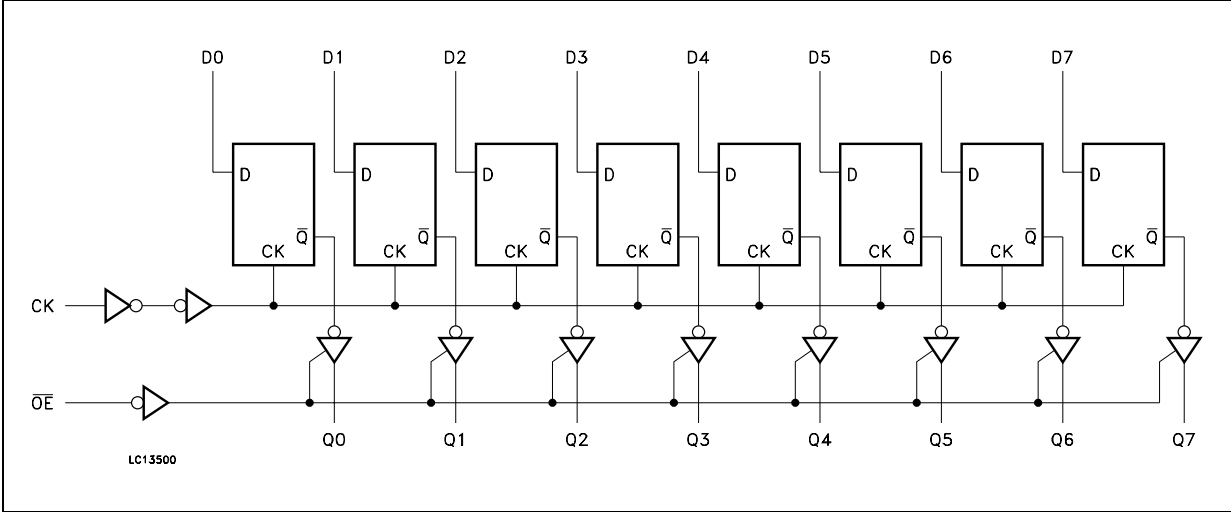 D0 D1 D2 D3 D4 D5 D6 D7
D D D D D D D D
Q̅ Q̅ Q̅ Q̅ Q̅ Q̅ Q̅ Q̅
CK CK CK CK CK CK CK CK
CK
O̅E̅
Q0 Q1 Q2 Q3 Q4 Q5 Q6 Q7
LC13500